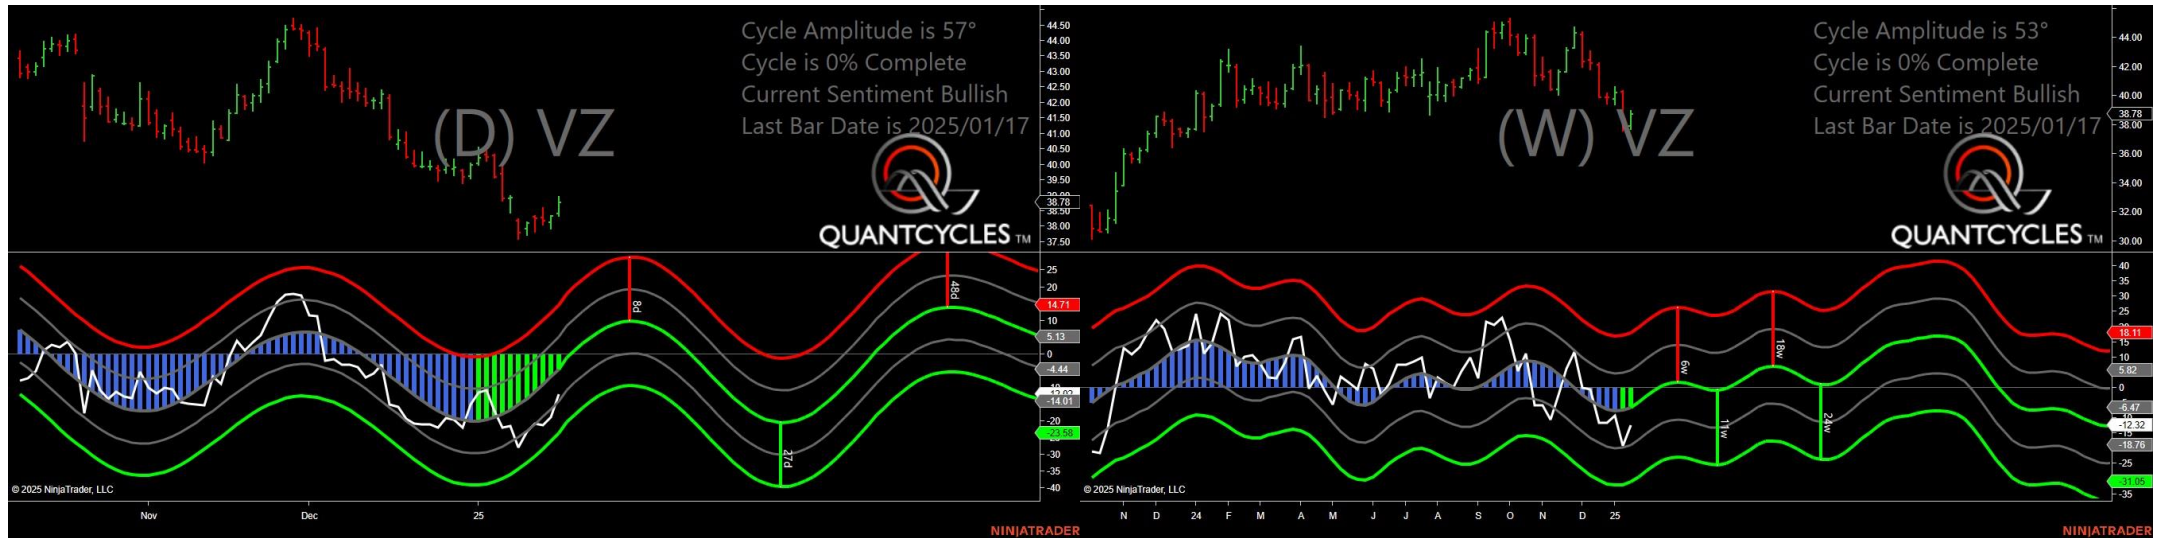 Cycle Amplitude is 57°
Cycle is 0% Complete
Current Sentiment Bullish
Last Bar Date is 2025/01/17
(D) VZ
QUANTCYCLES TM
44.50
44.00
43.50
43.00
42.50
42.00
41.50
41.00
40.50
40.00
39.50
38.78
38.50
38.00
37.50
25
20
14.71
10
5.13
0
-4.44
-14.01
-20
-23.58
-30
-35
-40
8d
48d
27d
© 2025 NinjaTrader, LLC
Nov
Dec
25
NINJATRADER
Cycle Amplitude is 53°
Cycle is 0% Complete
Current Sentiment Bullish
Last Bar Date is 2025/01/17
(W) VZ
QUANTCYCLES TM
44.00
42.00
40.00
38.78
38.00
36.00
34.00
32.00
30.00
40
35
30
25
18.11
15
10
5.82
0
-6.47
-12.32
-15
-18.76
-25
-31.05
-35
6w
18w
11w
24w
© 2025 NinjaTrader, LLC
N D 24 F M A M J J A S O N D 25
NINJATRADER